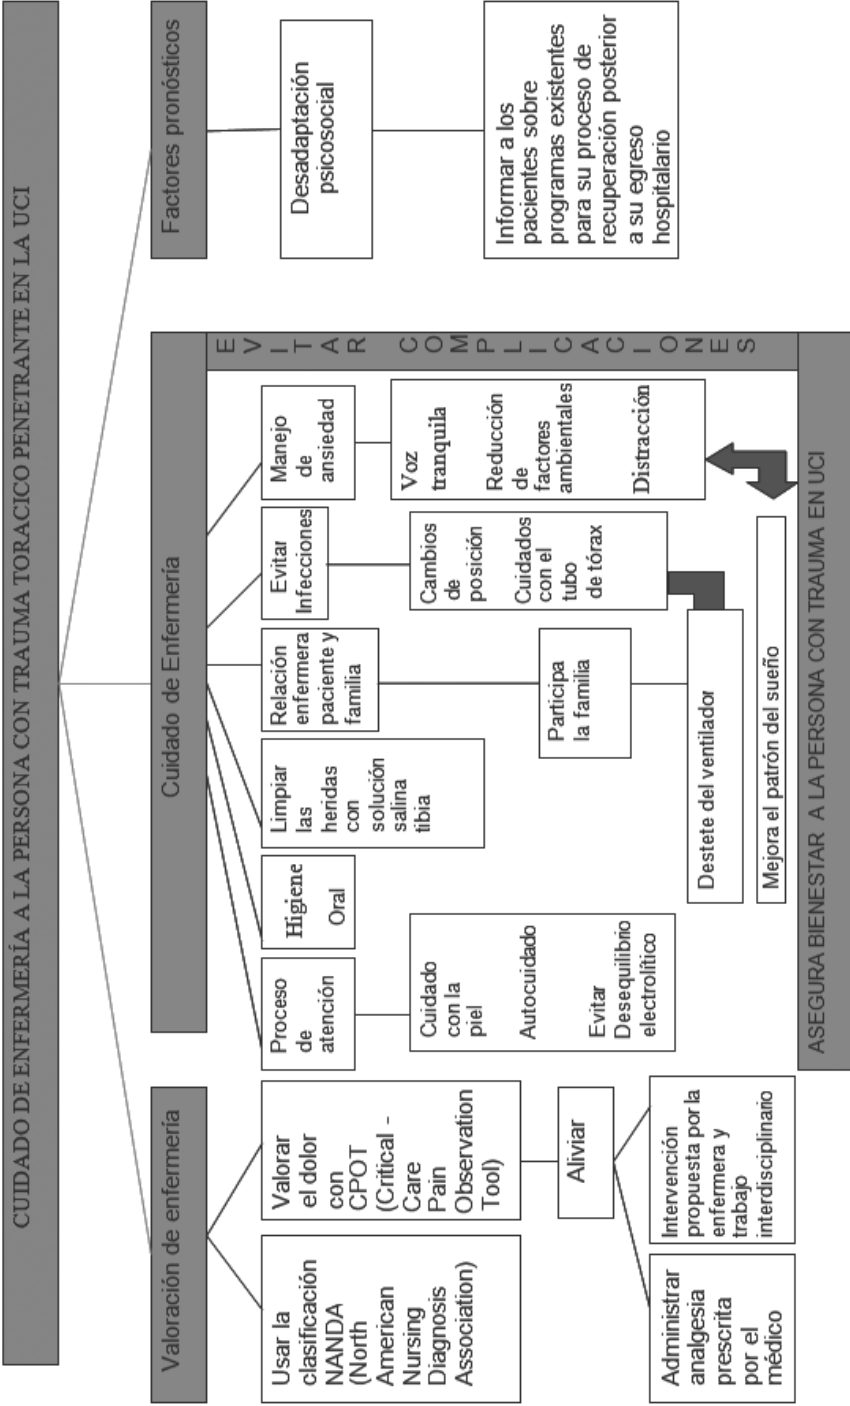 CUIDADO DE ENFERMERÍA A LA PERSONA CON TRAUMA TORACICO PENETRANTE EN LA UCI
Valoración de enfermería
Usar la
clasificación
NANDA
(North
American
Nursing
Diagnosis
Association)
Valorar
el dolor
con
CPOT
(Critical -
Care
Pain
Observation
Tool)
Aliviar
Administrar
analgesia
prescrita
por el
médico
Intervención
propuesta por la
enfermera y
trabajo
interdisciplinario
Cuidado de Enfermería
Proceso
de
atención
Cuidado
con la
piel
Autocuidado
Evitar
Desequilibrio
electrolítico
Higiene
Oral
Limpiar
las
heridas
con
solución
salina
tibia
Relación
enfermera
paciente y
familia
Participa
la familia
Evitar
Infecciones
Cambios
de
posición
Cuidados
con el
tubo
de tórax
Manejo
de
ansiedad
Voz
tranquila
Reducción
de
factores
ambientales
Distracción
Destete del ventilador
Mejora el patrón del sueño
EVITAR COMPLICACIONES
ASEGURA BIENESTAR A LA PERSONA CON TRAUMA EN UCI
Factores pronósticos
Desadaptación
psicosocial
Informar a los
pacientes sobre
programas existentes
para su proceso de
recuperación posterior
a su egreso
hospitalario